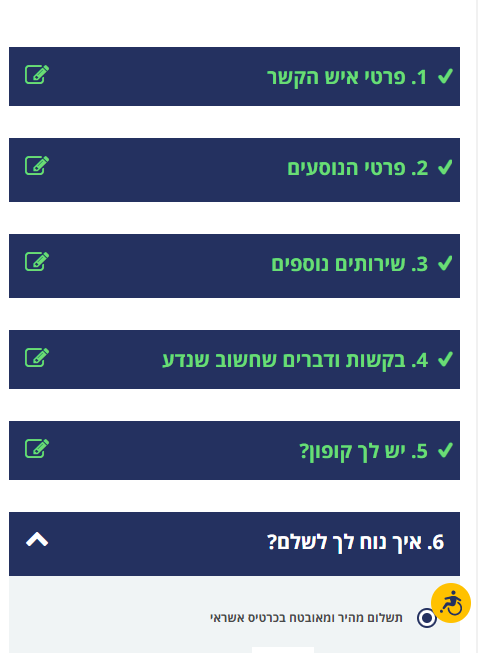 1. פרטי איש הקשר
2. פרטי הנוסעים
3. שירותים נוספים
4. בקשות ודברים שחשוב שנדע
5. יש לך קופון?
6. איך נוח לך לשלם?
תשלום מהיר ומאובטח בכרטיס אשראי